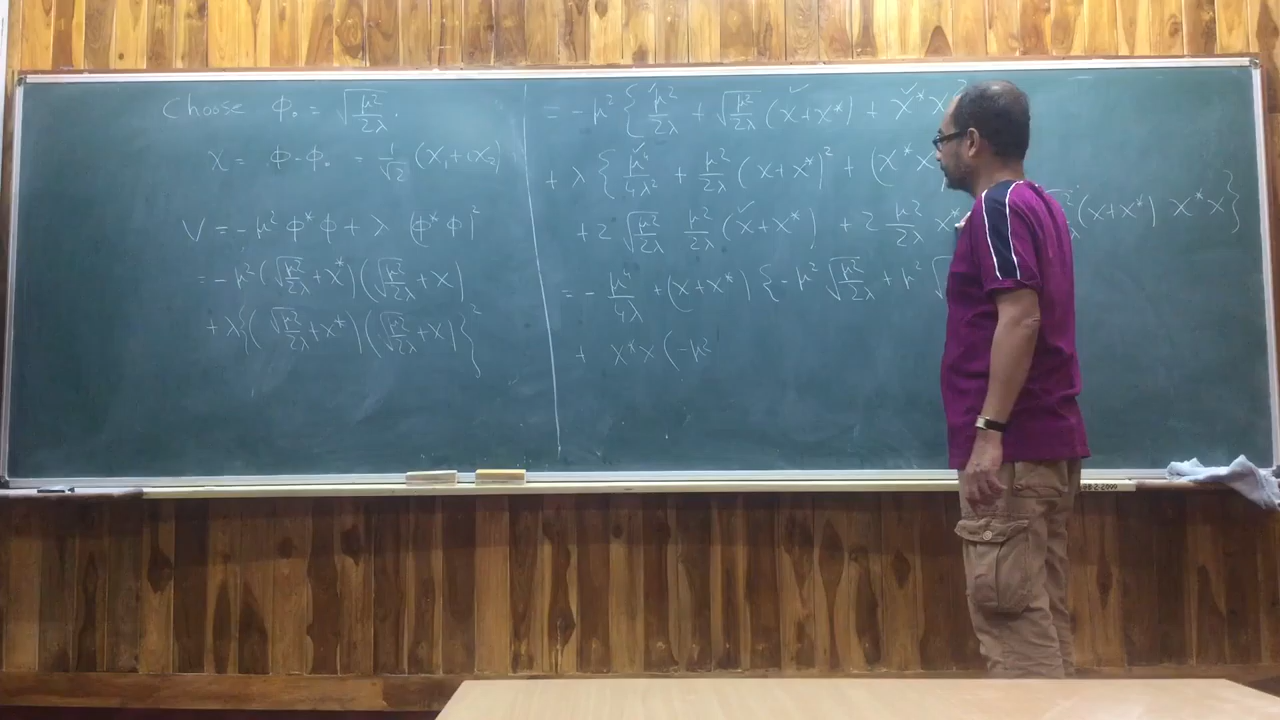 Choose Φ₀ = √(μ²/2λ).
χ = Φ-Φ₀ = 1/√2 (χ₁+iχ₂)
V = -μ² Φ* Φ + λ (Φ* Φ)²
= -μ² (√(μ²/2λ)+χ*)(√(μ²/2λ)+χ)
+ λ{(√(μ²/2λ)+χ*)(√(μ²/2λ)+χ)}²
= -μ² { μ²/2λ + √(μ²/2λ) (χ+χ*) + χ*χ
+ λ { μ⁴/4λ² + μ²/2λ (χ+χ*)² + (χ*χ
+2 √(μ²/2λ) μ²/2λ (χ+χ*) + 2 μ²/2λ χ* (χ+χ*) χ*χ}
= - μ⁴/4λ + (χ+χ*) {-μ² √(μ²/2λ) + μ² √
+ χ*χ (-μ²